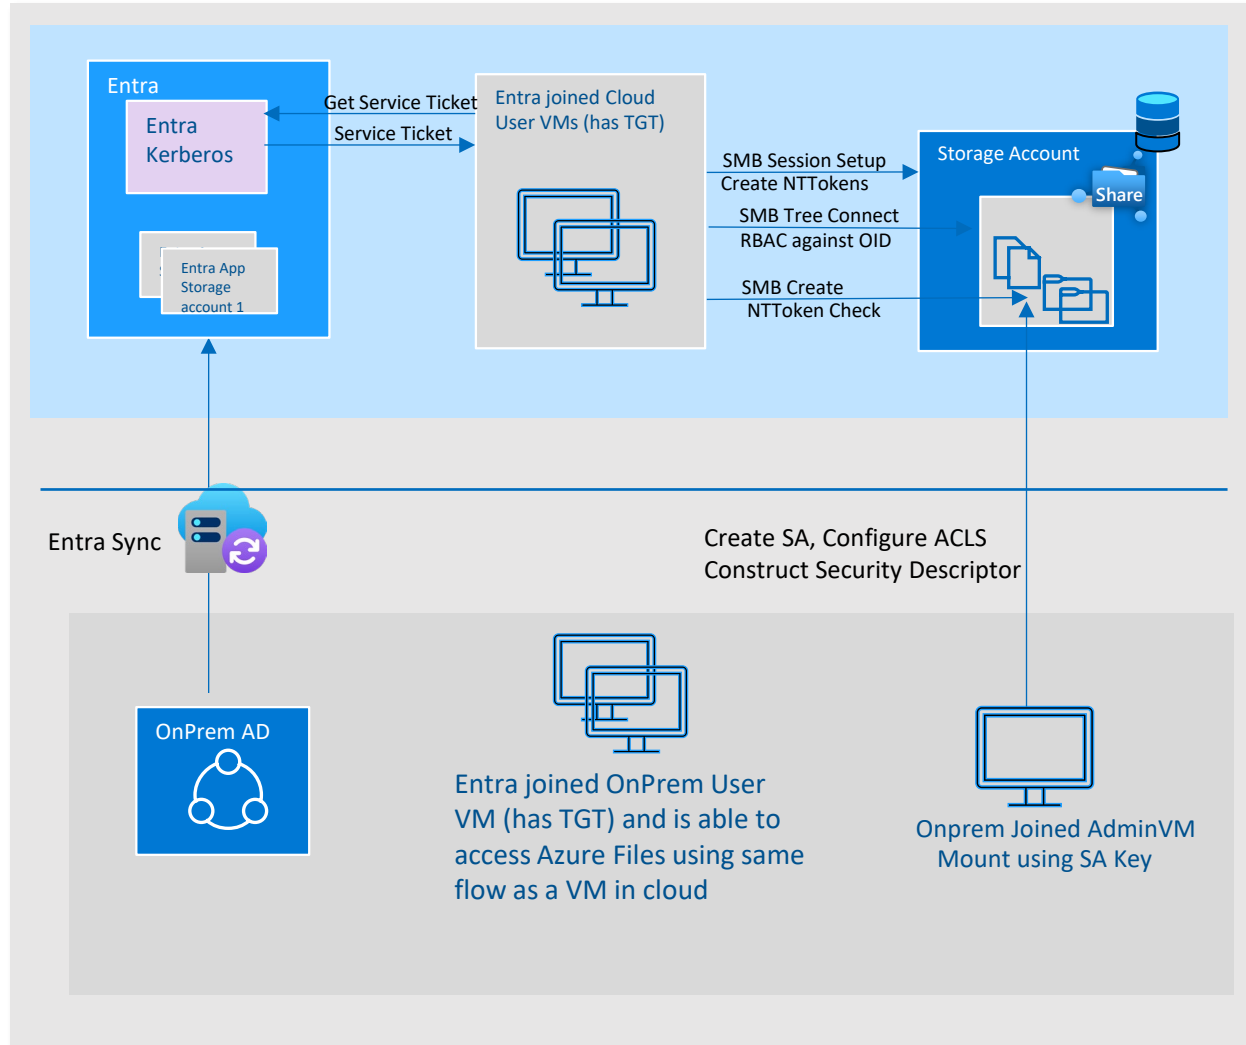 Entra
Entra
Kerberos
Entra App
Storage
account 1
Get Service Ticket
Service Ticket
Entra joined Cloud
User VMs (has TGT)
SMB Session Setup
Create NTTokens
SMB Tree Connect
RBAC against OID
SMB Create
NTToken Check
Storage Account
Share
Entra Sync
Create SA, Configure ACLS
Construct Security Descriptor
OnPrem AD
Entra joined OnPrem User
VM (has TGT) and is able to
access Azure Files using same
flow as a VM in cloud
Onprem Joined AdminVM
Mount using SA Key